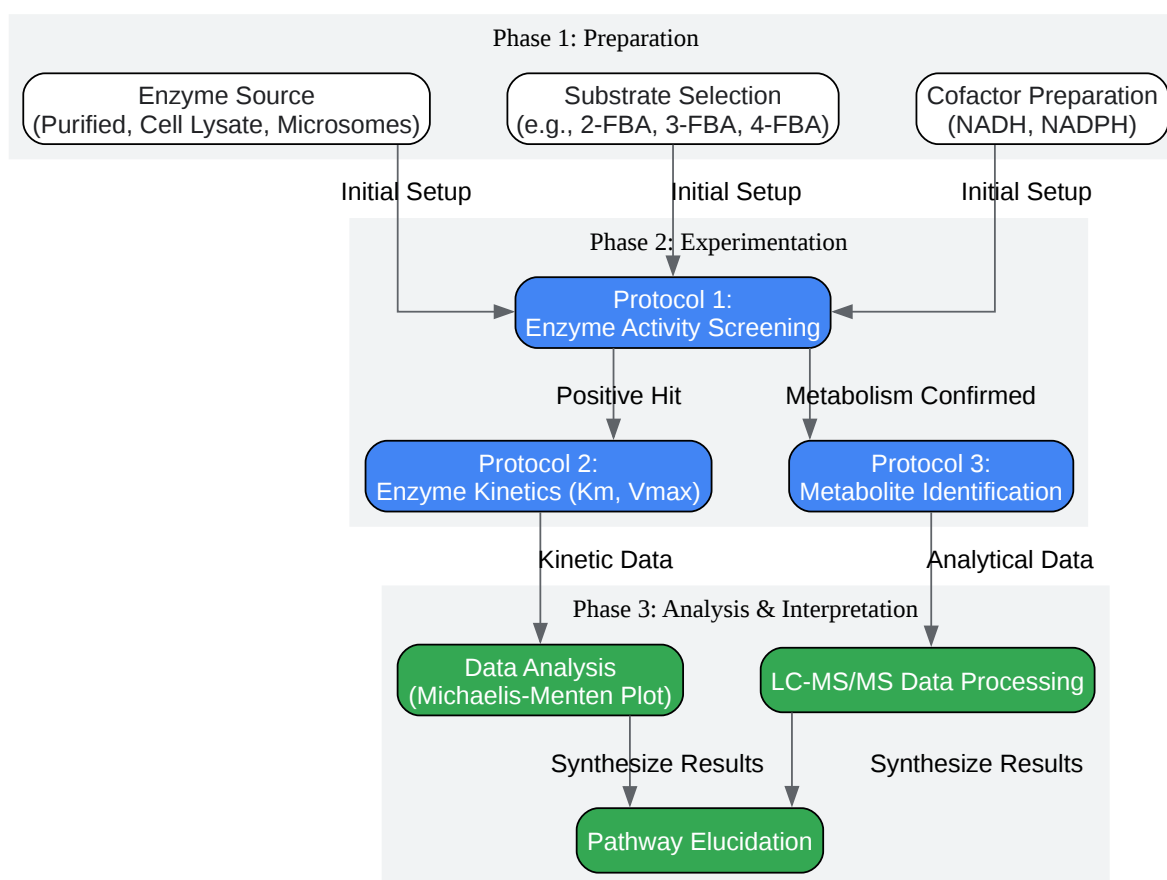 Phase 1: Preparation
Enzyme Source
(Purified, Cell Lysate, Microsomes)
Substrate Selection
(e.g., 2-FBA, 3-FBA, 4-FBA)
Cofactor Preparation
(NADH, NADPH)
Initial Setup
Initial Setup
Initial Setup
Phase 2: Experimentation
Protocol 1:
Enzyme Activity Screening
Positive Hit
Metabolism Confirmed
Protocol 2:
Enzyme Kinetics (Km, Vmax)
Protocol 3:
Metabolite Identification
Kinetic Data
Analytical Data
Phase 3: Analysis & Interpretation
Data Analysis
(Michaelis-Menten Plot)
LC-MS/MS Data Processing
Synthesize Results
Synthesize Results
Pathway Elucidation